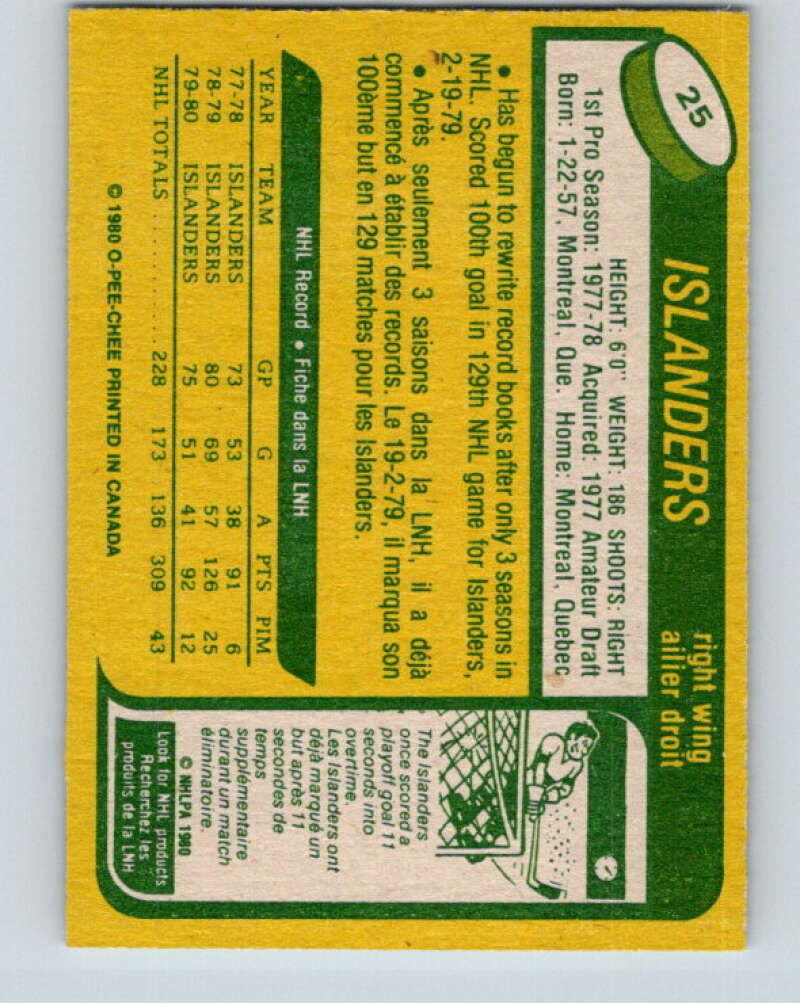 25
ISLANDERS
right wing
ailier droit
HEIGHT: 6'0" WEIGHT: 186 SHOOTS: RIGHT
1st Pro Season: 1977-78 Acquired: 1977 Amateur Draft
Born: 1-22-57, Montreal, Que. Home: Montreal, Quebec
• Has begun to rewrite record books after only 3 seasons in
NHL. Scored 100th goal in 129th NHL game for Islanders,
2-19-79.
• Après seulement 3 saisons dans la LNH, il a déjà
commencé à établir des records. Le 19-2-79, il marqua son
100ème but en 129 matches pour les Islanders.
NHL Record • Fiche dans la LNH
YEAR TEAM GP G A PTS PIM
77-78 ISLANDERS 73 53 38 91 6
78-79 ISLANDERS 80 69 57 126 25
79-80 ISLANDERS 75 51 41 92 12
NHL TOTALS ............ 228 173 136 309 43
© 1980 O-PEE-CHEE PRINTED IN CANADA
The Islanders
once scored a
playoff goal 11
seconds into
overtime.
Les Islanders ont
déjà marqué un
but après 11
secondes de
temps
supplémentaire
durant un match
éliminatoire.
© NHLPA 1980
Look for NHL products
Recherchez les
produits de la LNH